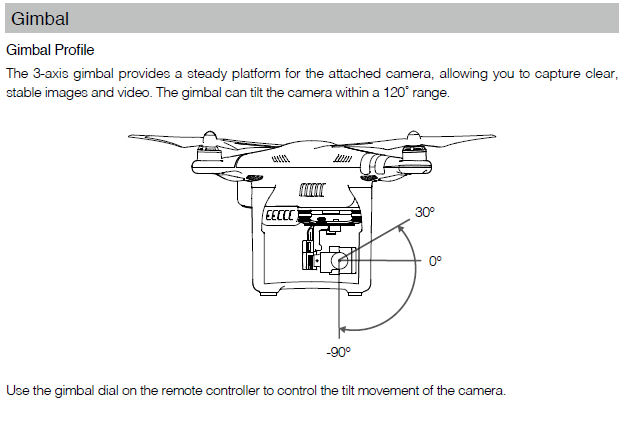 Gimbal
Gimbal Profile
The 3-axis gimbal provides a steady platform for the attached camera, allowing you to capture clear,
stable images and video. The gimbal can tilt the camera within a 120° range.
30°
0°
-90°
Use the gimbal dial on the remote controller to control the tilt movement of the camera.